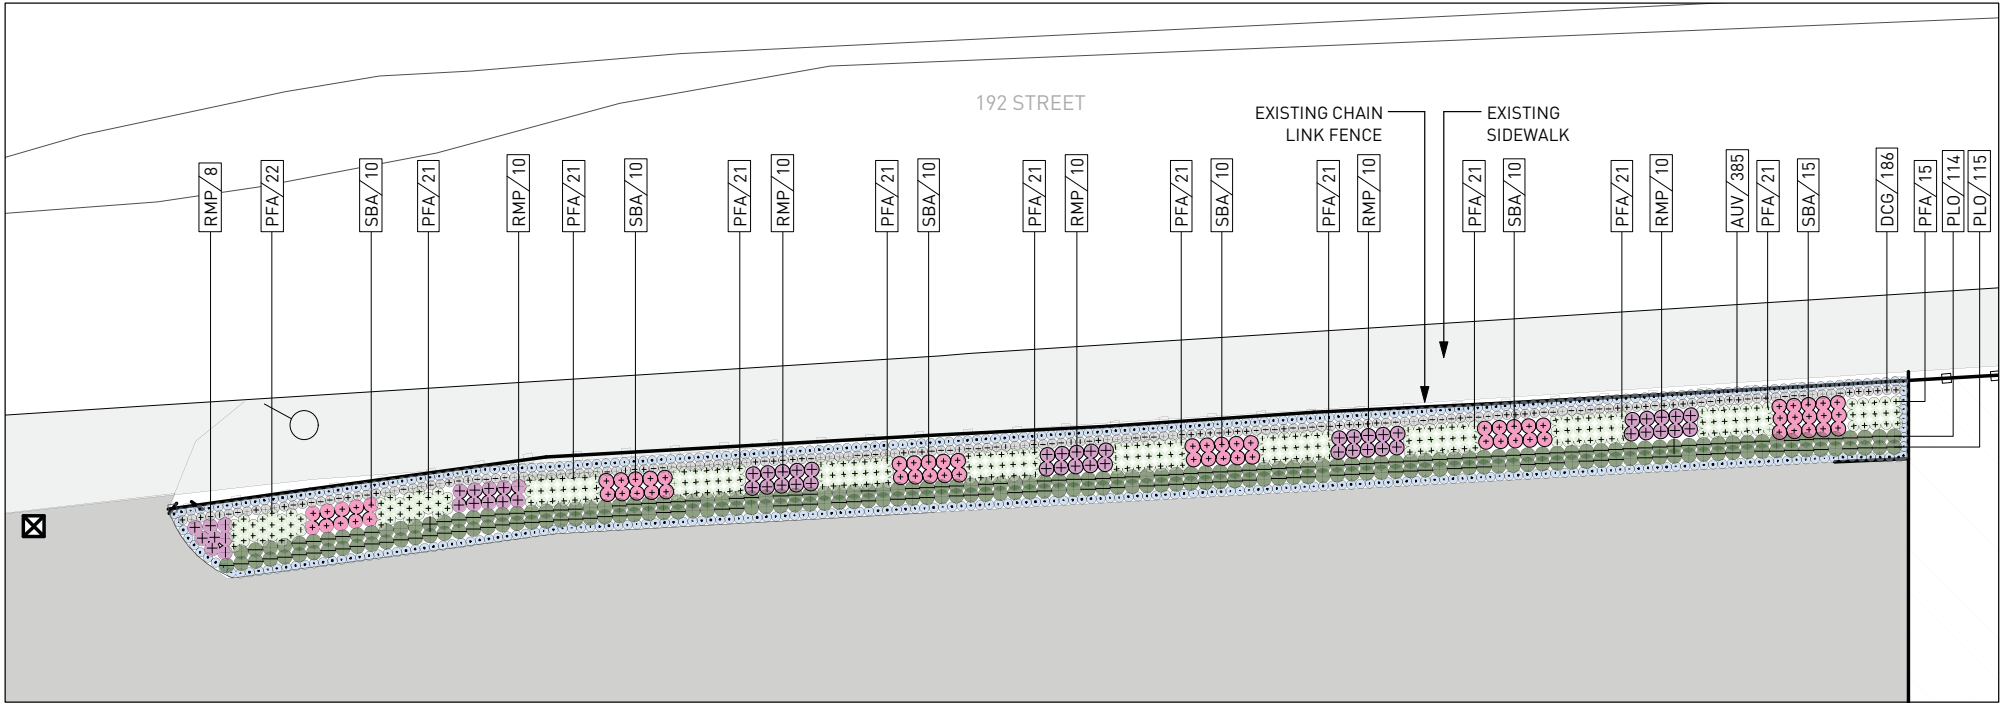 192 STREET
EXISTING CHAIN
LINK FENCE
EXISTING
SIDEWALK
RMP/8
PFA/22
SBA/10
PFA/21
RMP/10
PFA/21
SBA/10
PFA/21
RMP/10
PFA/21
SBA/10
PFA/21
RMP/10
PFA/21
SBA/10
PFA/21
RMP/10
PFA/21
SBA/10
PFA/21
RMP/10
AUV/385
PFA/21
SBA/15
DCG/186
PFA/15
PLO/114
PLO/115